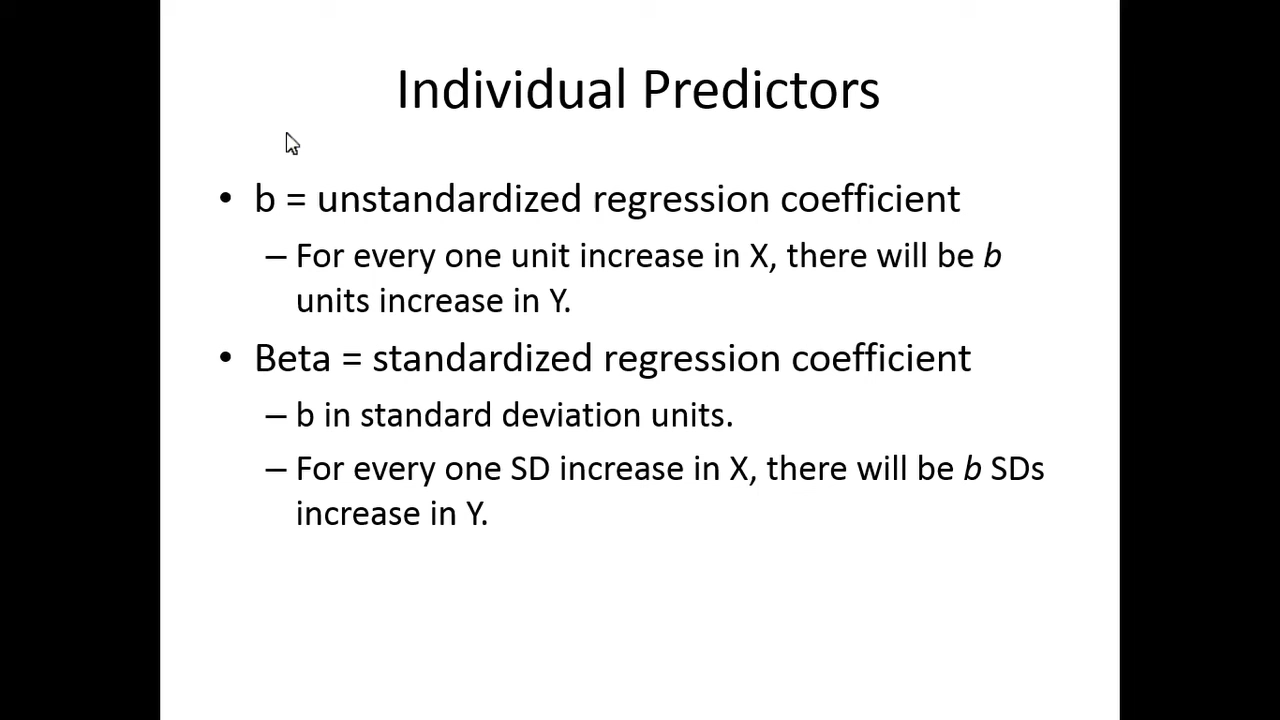 Individual Predictors
• b = unstandardized regression coefficient
– For every one unit increase in X, there will be b
units increase in Y.
• Beta = standardized regression coefficient
– b in standard deviation units.
– For every one SD increase in X, there will be b SDs
increase in Y.